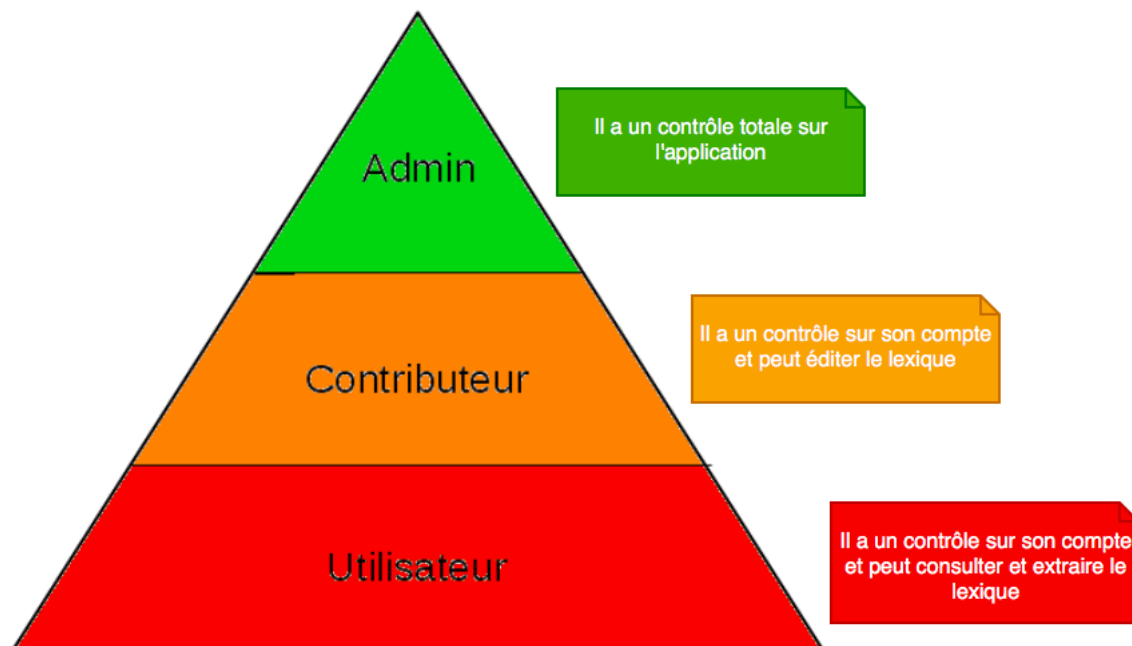 Admin
Il a un contrôle totale sur
l'application
Contributeur
Il a un contrôle sur son compte
et peut éditer le lexique
Utilisateur
Il a un contrôle sur son compte
et peut consulter et extraire le
lexique